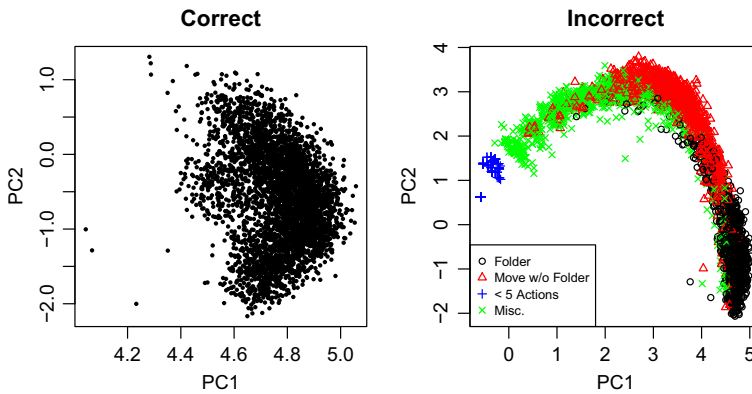 Correct
PC2
1.0
0.0
−1.0
−2.0
4.2 4.4 4.6 4.8 5.0
PC1
Incorrect
PC2
4
3
2
1
0
−1
−2
Folder
Move w/o Folder
< 5 Actions
Misc.
0 1 2 3 4 5
PC1